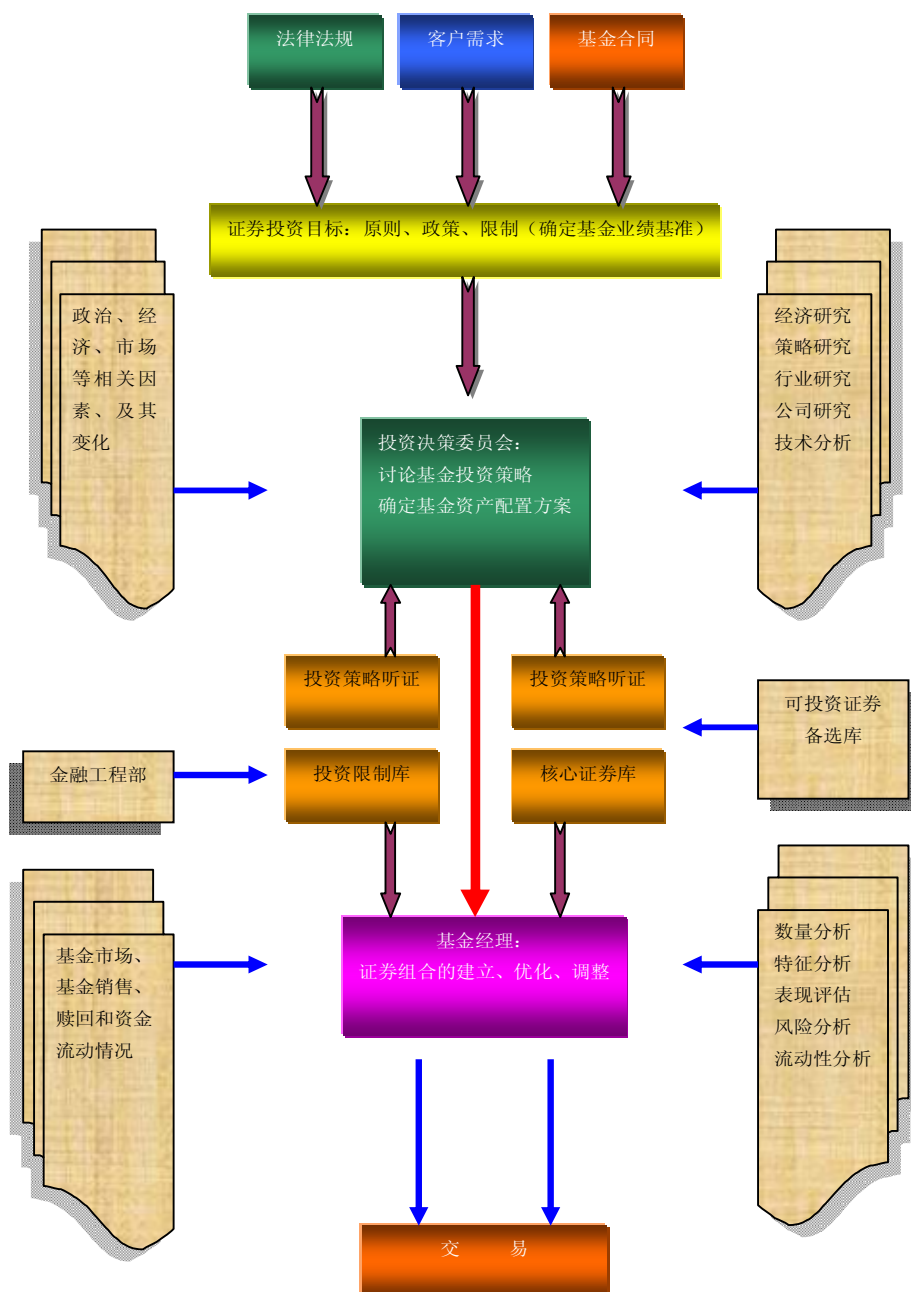 法律法规
客户需求
基金合同
证券投资目标：原则、政策、限制（确定基金业绩基准）
政治、经
济、市场
等相关因
素、及其
变化
经济研究
策略研究
行业研究
公司研究
技术分析
投资决策委员会：
讨论基金投资策略
确定基金资产配置方案
投资策略听证
投资策略听证
可投资证券
备选库
金融工程部
投资限制库
核心证券库
基金市场、
基金销售、
赎回和资金
流动情况
基金经理：
证券组合的建立、优化、调整
数量分析
特征分析
表现评估
风险分析
流动性分析
交 易